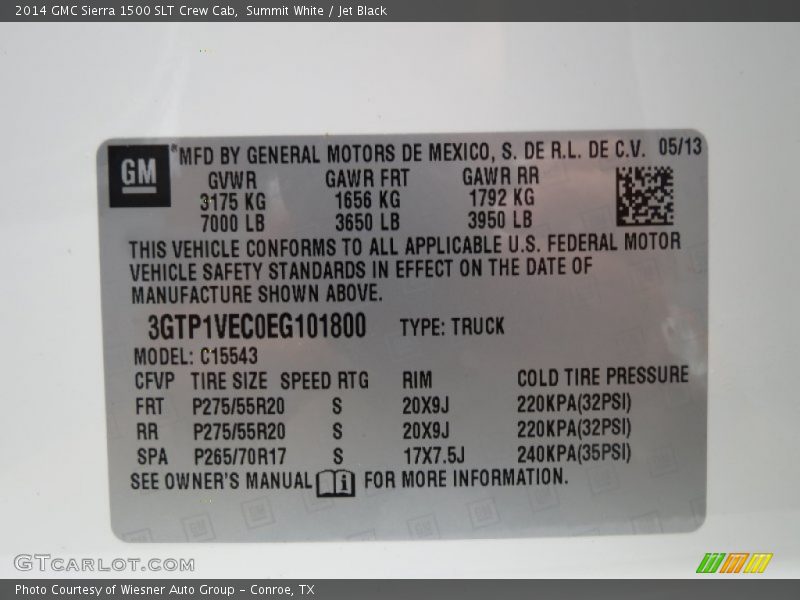 2014 GMC Sierra 1500 SLT Crew Cab,  Summit White / Jet Black
GM ® MFD BY GENERAL MOTORS DE MEXICO, S. DE R.L. DE C.V. 05/13
GVWR GAWR FRT GAWR RR
3175 KG 1656 KG 1792 KG
7000 LB 3650 LB 3950 LB
THIS VEHICLE CONFORMS TO ALL APPLICABLE U.S. FEDERAL MOTOR
VEHICLE SAFETY STANDARDS IN EFFECT ON THE DATE OF
MANUFACTURE SHOWN ABOVE.
3GTP1VEC0EG101800 TYPE: TRUCK
MODEL: C15543
CFVP TIRE SIZE SPEED RTG RIM COLD TIRE PRESSURE
FRT P275/55R20 S 20X9J 220KPA(32PSI)
RR P275/55R20 S 20X9J 220KPA(32PSI)
SPA P265/70R17 S 17X7.5J 240KPA(35PSI)
SEE OWNER'S MANUAL i FOR MORE INFORMATION.
GTCARLOT.COM
Photo Courtesy of Wiesner Auto Group - Conroe, TX